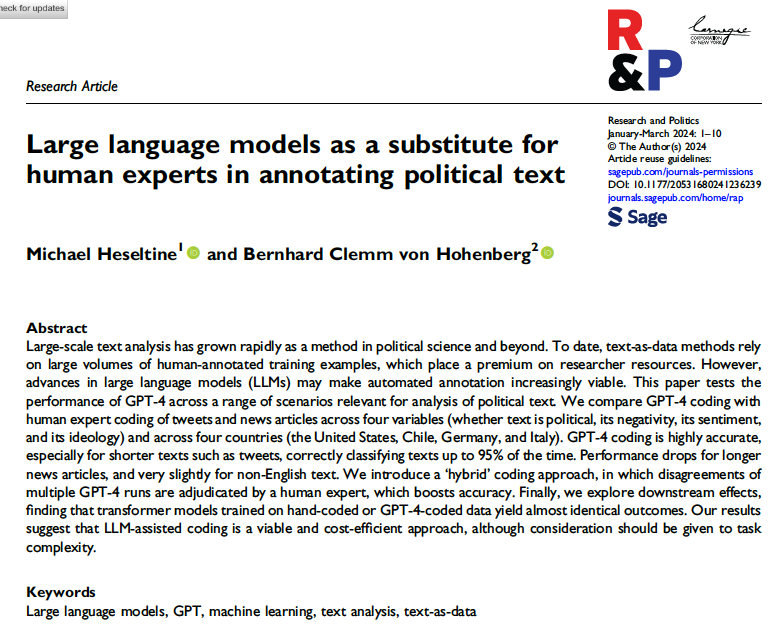 heck for updates
R
&P
Carnegie
CORPORATION
OF NEW YORK
Research Article
Research and Politics
January-March 2024: 1–10
© The Author(s) 2024
Article reuse guidelines:
sagepub.com/journals-permissions
DOI: 10.1177/20531680241236239
journals.sagepub.com/home/rap
Sage
Large language models as a substitute for
human experts in annotating political text
Michael Heseltine1 iD and Bernhard Clemm von Hohenberg2 iD
Abstract
Large-scale text analysis has grown rapidly as a method in political science and beyond. To date, text-as-data methods rely
on large volumes of human-annotated training examples, which place a premium on researcher resources. However,
advances in large language models (LLMs) may make automated annotation increasingly viable. This paper tests the
performance of GPT-4 across a range of scenarios relevant for analysis of political text. We compare GPT-4 coding with
human expert coding of tweets and news articles across four variables (whether text is political, its negativity, its sentiment,
and its ideology) and across four countries (the United States, Chile, Germany, and Italy). GPT-4 coding is highly accurate,
especially for shorter texts such as tweets, correctly classifying texts up to 95% of the time. Performance drops for longer
news articles, and very slightly for non-English text. We introduce a ‘hybrid’ coding approach, in which disagreements of
multiple GPT-4 runs are adjudicated by a human expert, which boosts accuracy. Finally, we explore downstream effects,
finding that transformer models trained on hand-coded or GPT-4-coded data yield almost identical outcomes. Our results
suggest that LLM-assisted coding is a viable and cost-efficient approach, although consideration should be given to task
complexity.
Keywords
Large language models, GPT, machine learning, text analysis, text-as-data